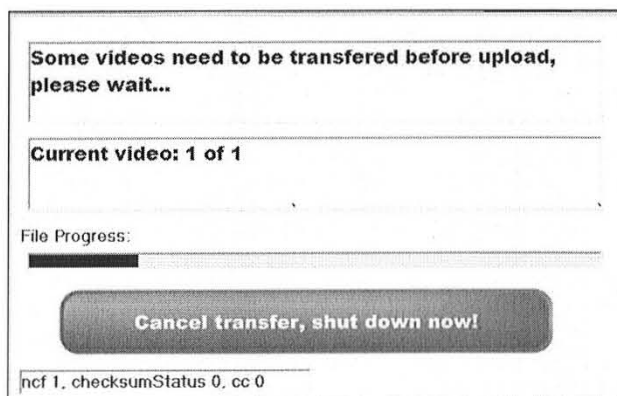 Some videos need to be transfered before upload,
please wait...
Current video: 1 of 1
File Progress:
Cancel transfer, shut down now!
ncf 1, checksumStatus 0, cc 0